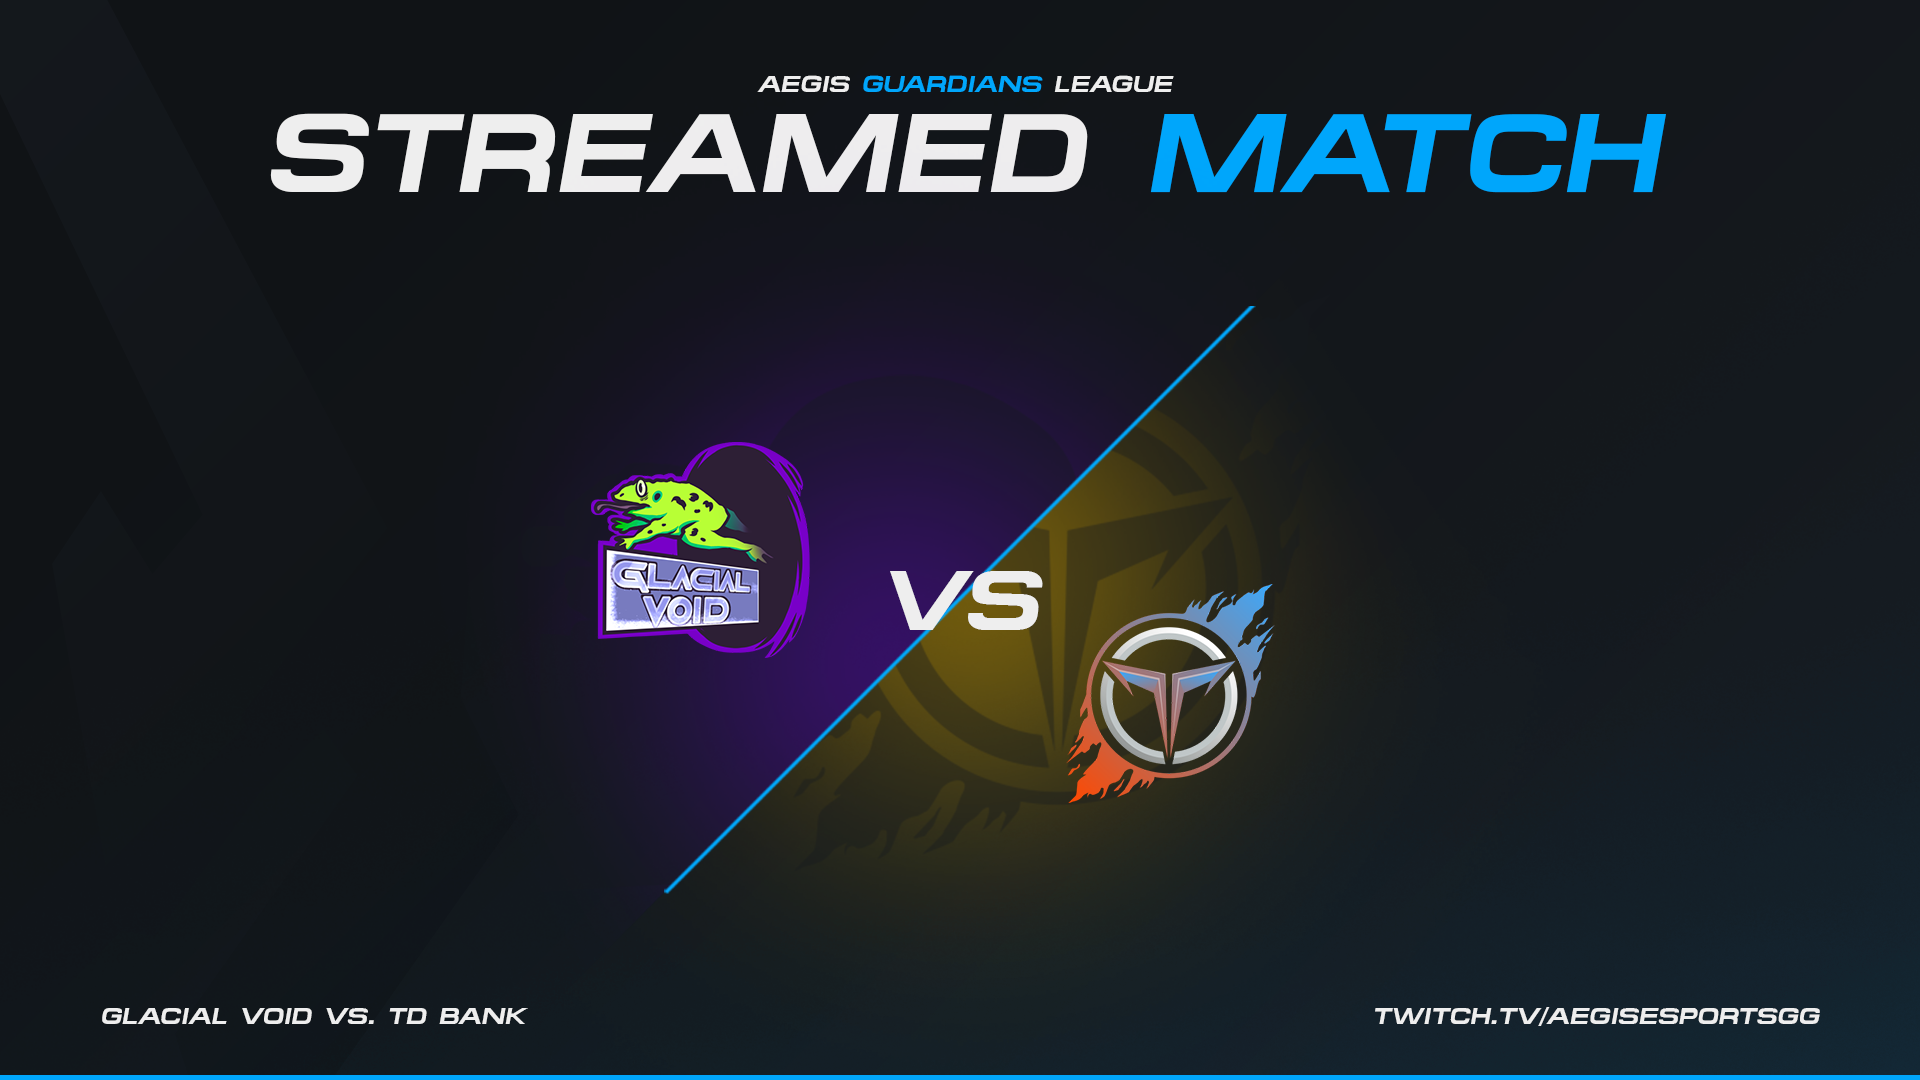 AEGIS GUARDIANS LEAGUE
STREAMED MATCH
GLACIAL
VOID
VS
GLACIAL VOID VS. TD BANK
TWITCH.TV/AEGISESPORTSGG